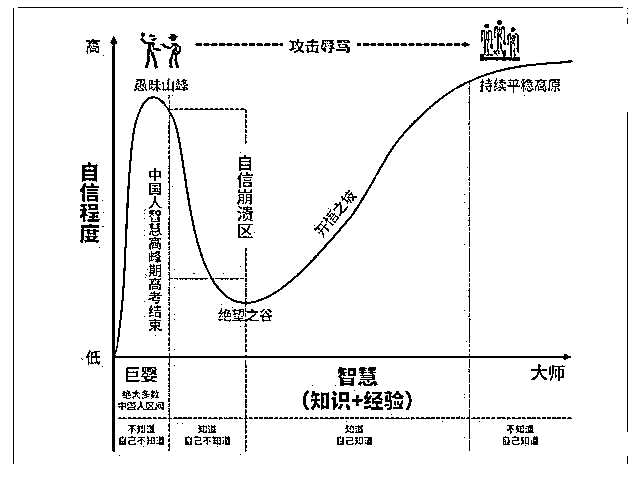 高
攻击辱骂
愚昧山峰
持续平稳高原
自信程度
中国人智慧高峰期高考结束
自信崩溃区
开悟之坡
绝望之谷
低
巨婴
绝大多数
中国人区间
智慧
(知识+经验)
大师
不知道
自己不知道
知道
自己不知道
知道
自己知道
不知道
自己知道